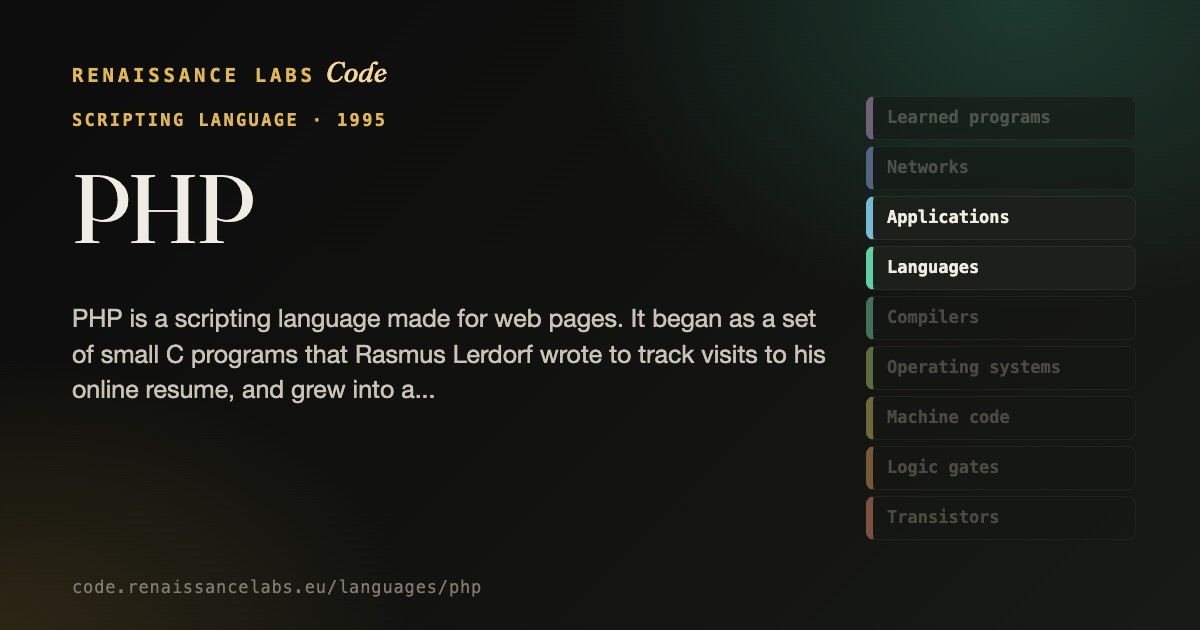 RENAISSANCE LABS Code
SCRIPTING LANGUAGE · 1995
PHP
PHP is a scripting language made for web pages. It began as a set
of small C programs that Rasmus Lerdorf wrote to track visits to his
online resume, and grew into a...
Learned programs
Networks
Applications
Languages
Compilers
Operating systems
Machine code
Logic gates
Transistors
code.renaissancelabs.eu/languages/php